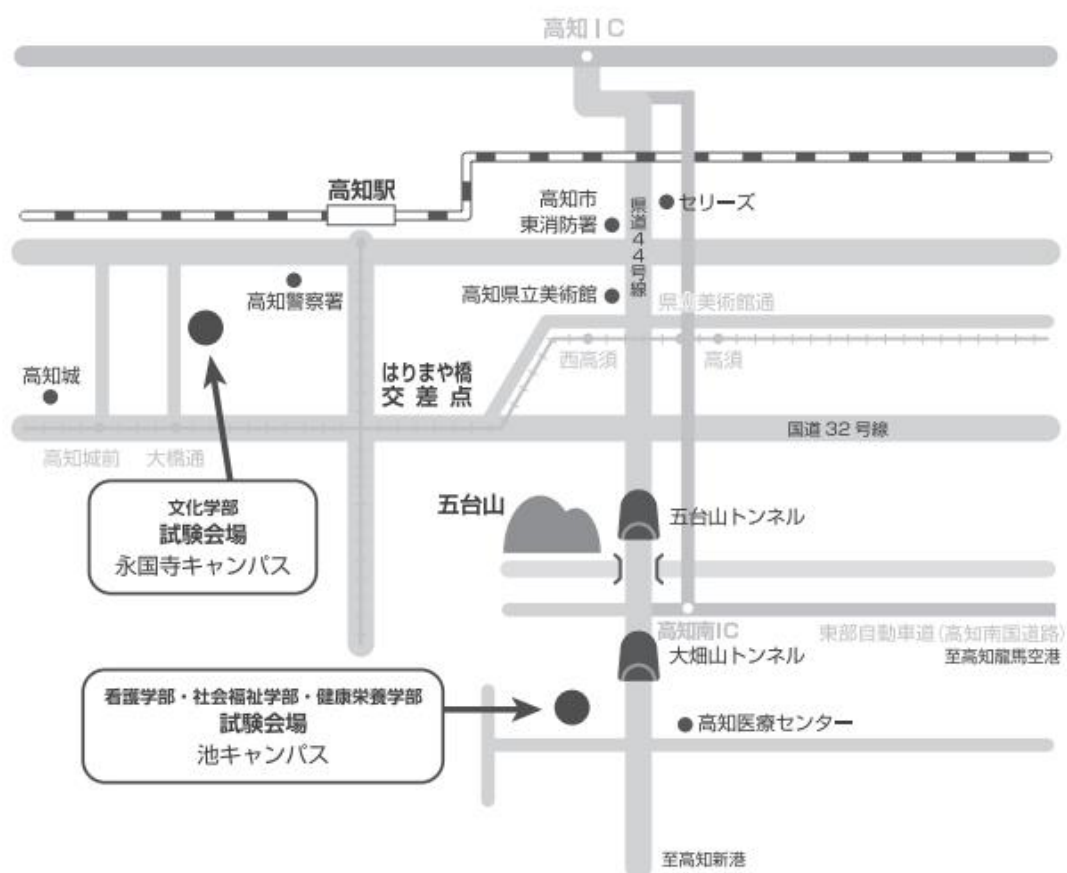 高知IC
高知駅
高知市
東消防署
県道44号線
セリーズ
高知警察署
高知県立美術館
県立美術館通
西高須
高須
高知城
はりまや橋
交差点
国道32号線
高知城前
大橋通
文化学部
試験会場
永国寺キャンパス
五台山
五台山トンネル
高知南IC
東部自動車道(高知南国道路)
大畑山トンネル
至高知龍馬空港
看護学部・社会福祉学部・健康栄養学部
試験会場
池キャンパス
高知医療センター
至高知新港